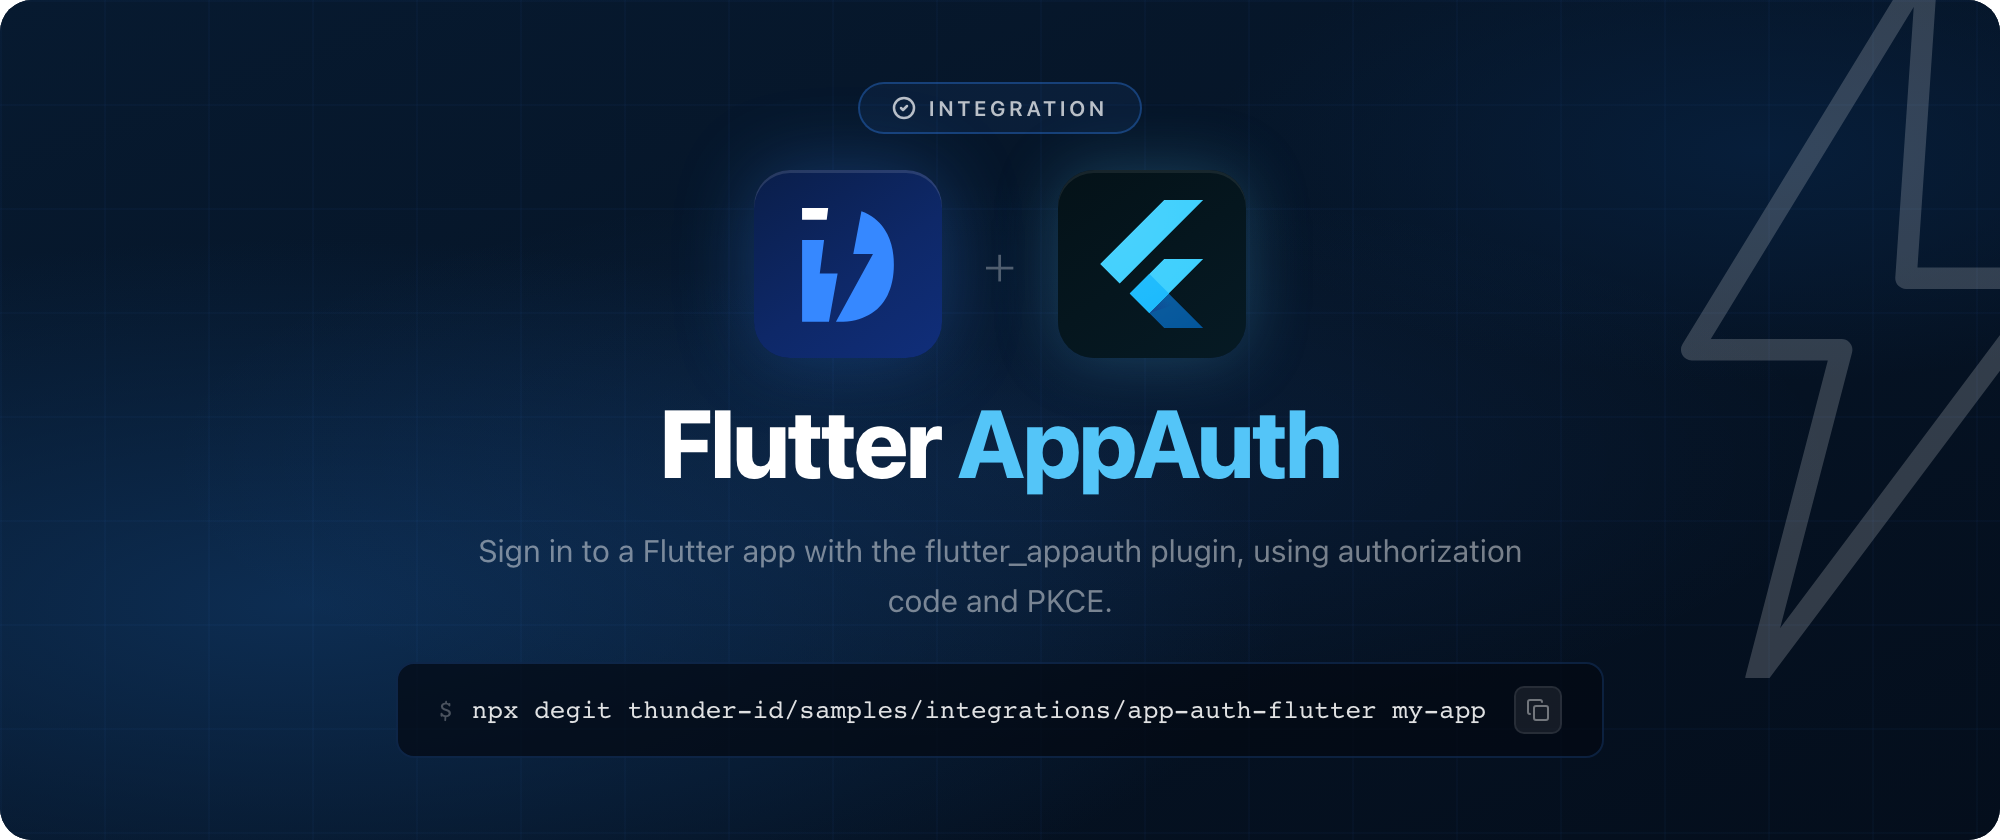 INTEGRATION
Flutter AppAuth
Sign in to a Flutter app with the flutter_appauth plugin, using authorization
code and PKCE.
$ npx degit thunder-id/samples/integrations/app-auth-flutter my-app